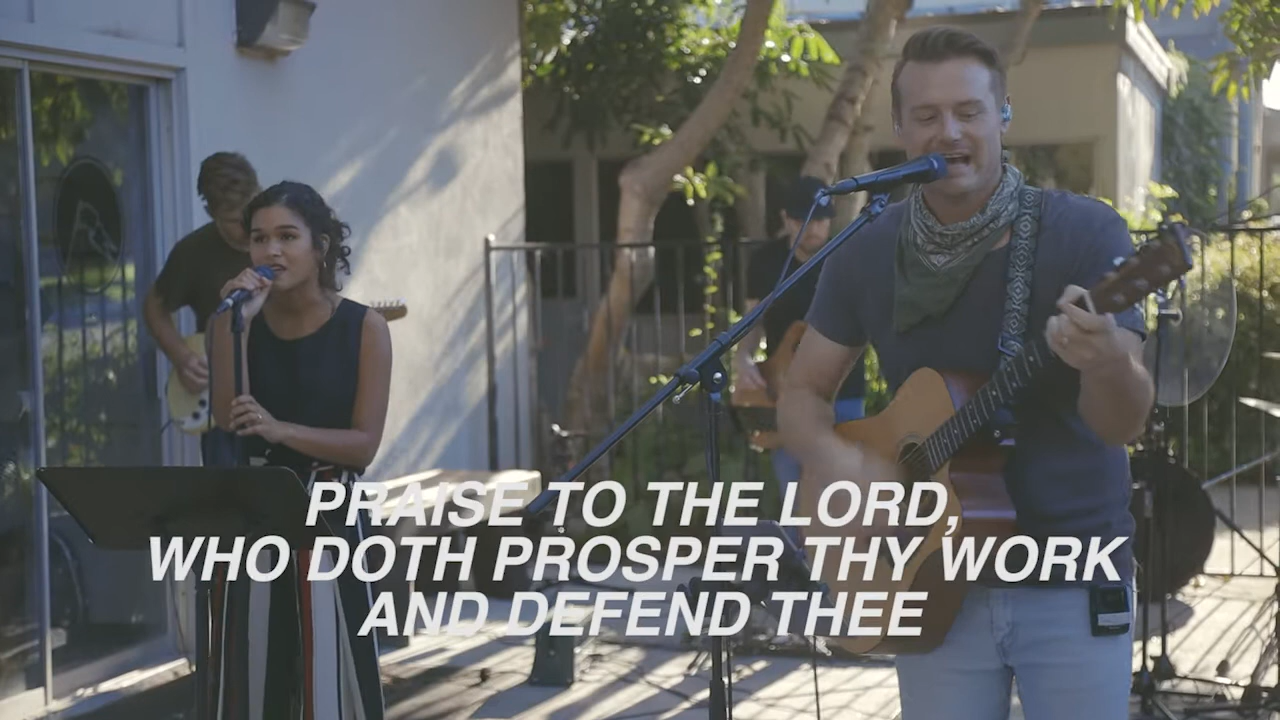 PRAISE TO THE LORD,
WHO DOTH PROSPER THY WORK
AND DEFEND THEE